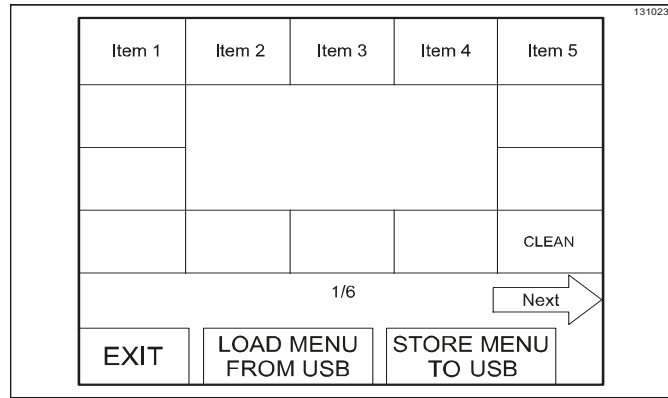 131023
Item 1 Item 2 Item 3 Item 4 Item 5
CLEAN
1/6
Next
EXIT
LOAD MENU
FROM USB
STORE MENU
TO USB